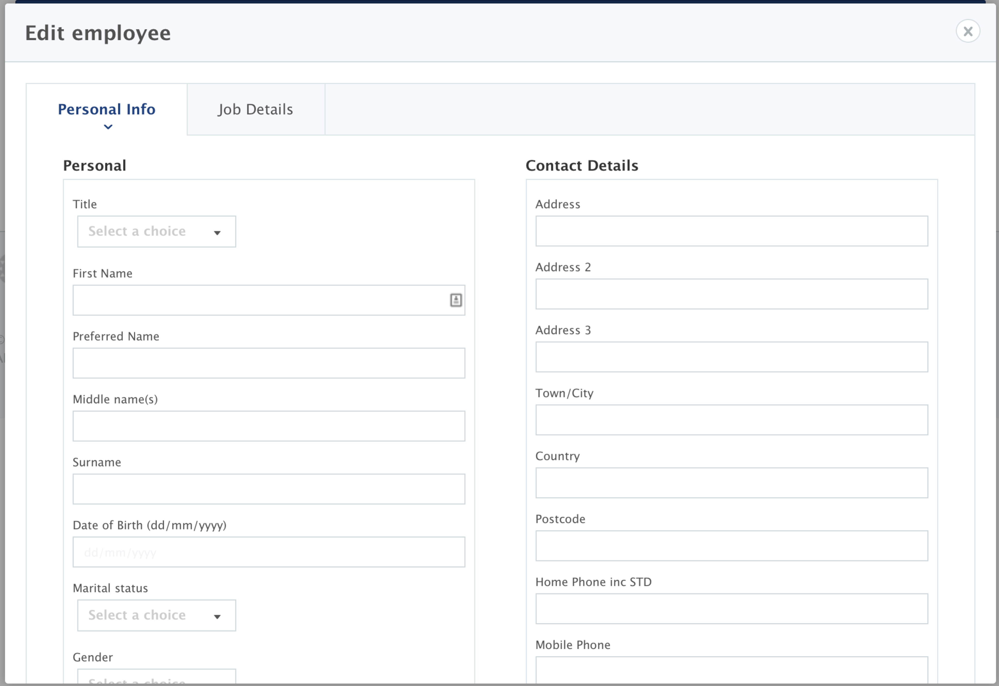 Edit employee
Personal Info
Job Details
Personal
Title
Select a choice
First Name
Preferred Name
Middle name(s)
Surname
Date of Birth (dd/mm/yyyy)
dd/mm/yyyy
Marital status
Select a choice
Gender
Select a choice
Contact Details
Address
Address 2
Address 3
Town/City
Country
Postcode
Home Phone inc STD
Mobile Phone